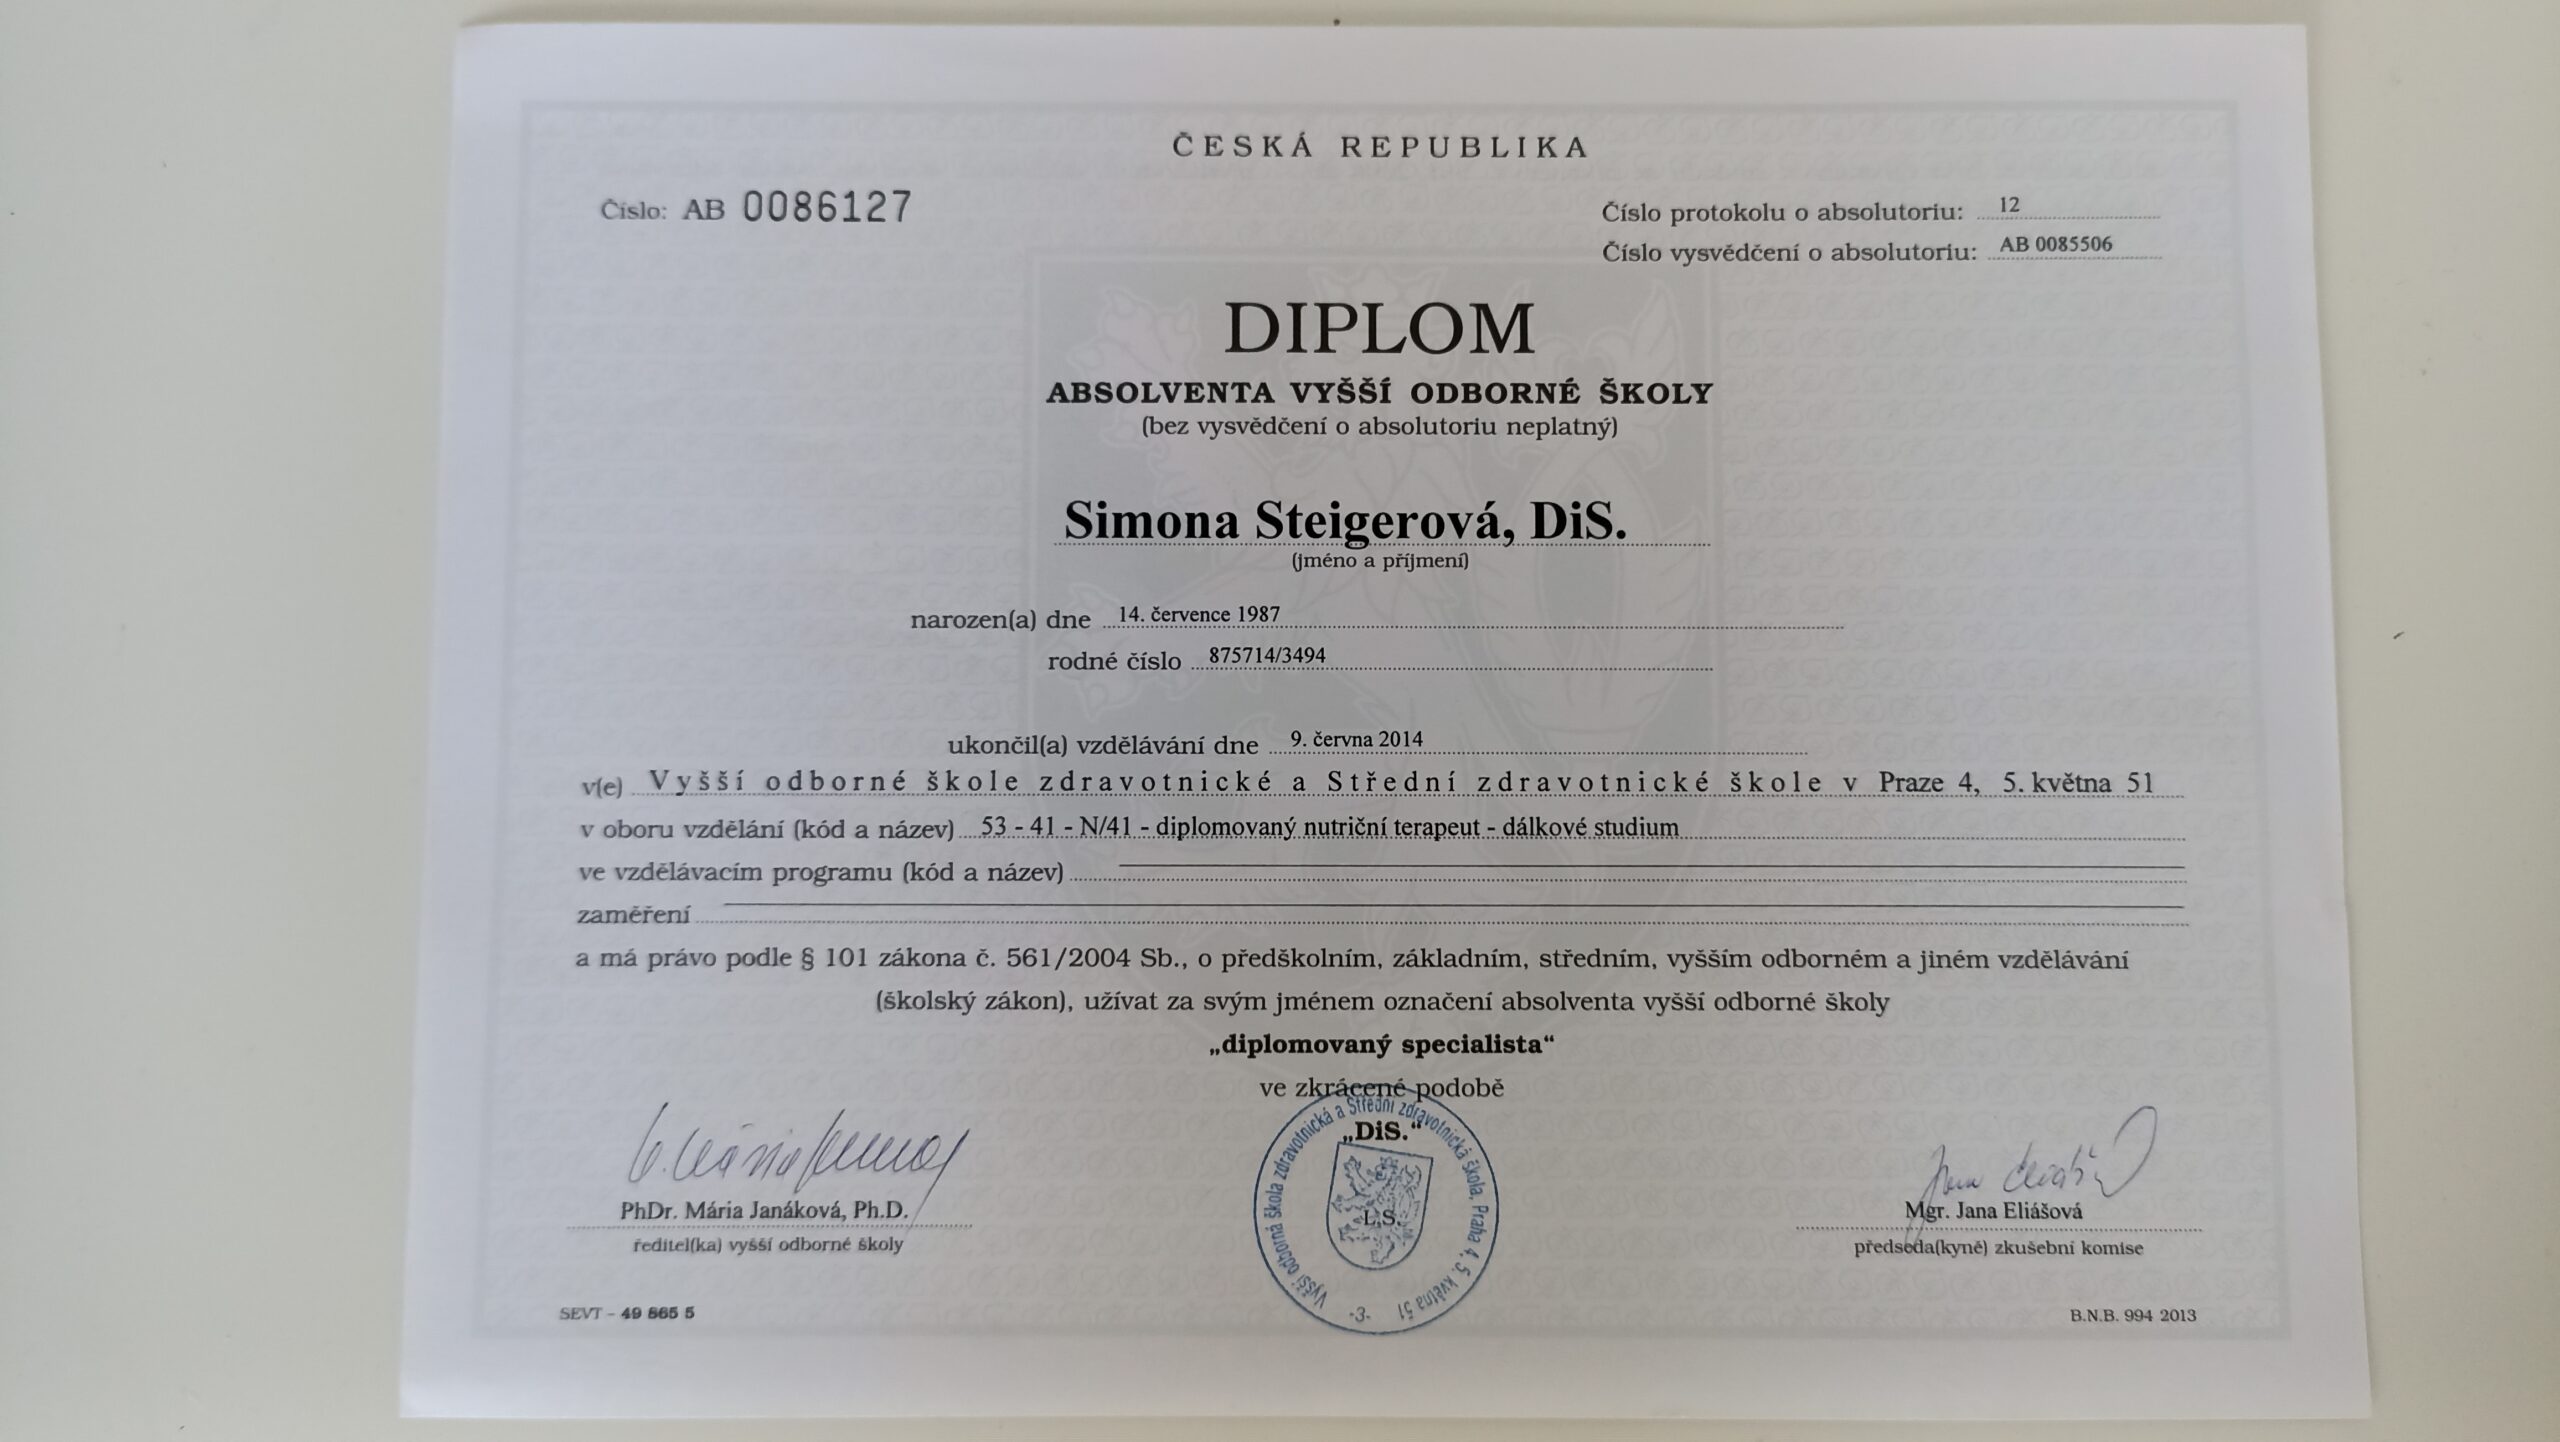 ČESKÁ REPUBLIKA
Číslo: AB 0086127
Číslo protokolu o absolutoriu: 12
Číslo vysvědčení o absolutoriu: AB 0085506
DIPLOM
ABSOLVENTA VYŠŠÍ ODBORNÉ ŠKOLY
(bez vysvědčení o absolutoriu neplatný)
Simona Steigerová, DiS.
(jméno a příjmení)
narozen(a) dne 14. července 1987
rodné číslo 875714/3494
ukončil(a) vzdělávání dne 9. června 2014
v(e) Vyšší odborné škole zdravotnické a Střední zdravotnické škole v Praze 4, 5. května 51
v oboru vzdělání (kód a název) 53 - 41 - N/41 - diplomovaný nutriční terapeut - dálkové studium
ve vzdělávacím programu (kód a název)
zaměření
a má právo podle § 101 zákona č. 561/2004 Sb., o předškolním, základním, středním, vyšším odborném a jiném vzdělávání
(školský zákon), užívat za svým jménem označení absolventa vyšší odborné školy
„diplomovaný specialista“
ve zkrácené podobě
„DiS.“
Vyšší odborná škola zdravotnická a Střední zdravotnická škola, Praha 4, 5. května 51
-3-
L.S.
PhDr. Mária Janáková, Ph.D.
ředitel(ka) vyšší odborné školy
Mgr. Jana Eliášová
předseda(kyně) zkušební komise
SEVT – 49 865 5
B.N.B. 994 2013